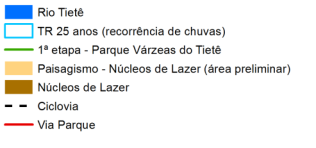 Rio Tietê
TR 25 anos (recorrência de chuvas)
1ª etapa - Parque Várzeas do Tietê
Paisagismo - Núcleos de Lazer (área preliminar)
Núcleos de Lazer
Ciclovia
Via Parque